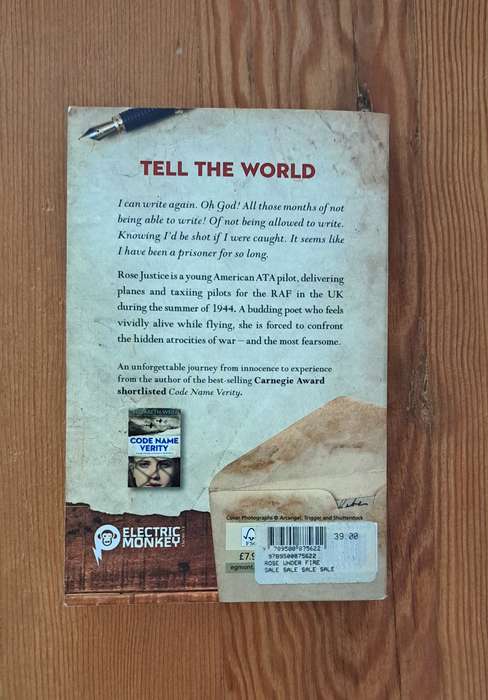 TELL THE WORLD
I can write again. Oh God! All those months of not
being able to write! Of not being allowed to write.
Knowing I'd be shot if I were caught. It seems like
I have been a prisoner for so long.
Rose Justice is a young American ATA pilot, delivering
planes and taxiing pilots for the RAF in the UK
during the summer of 1944. A budding poet who feels
vividly alive while flying, she is forced to confront
the hidden atrocities of war – and the most fearsome.
An unforgettable journey from innocence to experience
from the author of the best-selling Carnegie Award
shortlisted Code Name Verity.
CODE NAME
VERITY
Cover Photographs © Arcangel, Trigger and Shutterstock
ELECTRIC
MONKEY
FSC
£7.9
egmont.
39.00
9789500875622
ROSE UNDER FIRE
SALE SALE SALE SALE